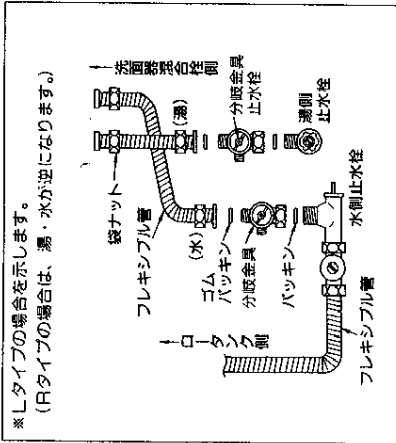 ※Lタイプの場合を示します。
(Rタイプの場合は、湯・水が逆になります。)
洗面器混合栓側
袋ナット
フレキシブル管
(湯)
(水)
ゴム
パッキン
分岐金具
分岐金具
止水栓
パッキン
湯側
止水栓
水側止水栓
ロータンク側
フレキシブル管